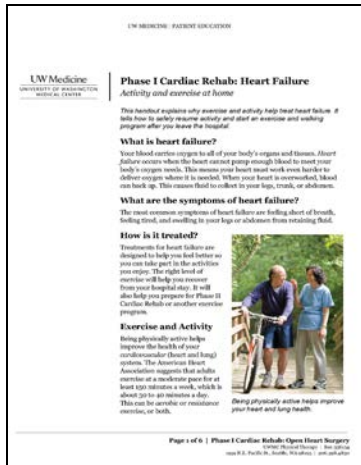 UW MEDICINE | PATIENT EDUCATION
UW Medicine
UNIVERSITY OF WASHINGTON
MEDICAL CENTER
Phase I Cardiac Rehab: Heart Failure
Activity and exercise at home
This handout explains why exercise and activity help treat heart failure. It
tells how to safely resume activity and start an exercise and walking
program after you leave the hospital.
What is heart failure?
Your blood carries oxygen to all of your body's organs and tissues. Heart
failure occurs when the heart cannot pump enough blood to meet your
body's oxygen needs. This means your heart must work even harder to
deliver oxygen where it is needed. When your heart is overworked, blood
can back up. This causes fluid to collect in your legs, trunk, or abdomen.
What are the symptoms of heart failure?
The most common symptoms of heart failure are feeling short of breath,
feeling tired, and swelling in your legs or abdomen from retaining fluid.
How is it treated?
Treatments for heart failure are
designed to help you feel better so
you can take part in the activities
you enjoy. The right level of
exercise will help you recover
from your hospital stay. It will
also help you prepare for Phase II
Cardiac Rehab or another exercise
program.
Exercise and Activity
Being physically active helps
improve the health of your
cardiovascular (heart and lung)
system. The American Heart
Association suggests that adults
exercise at a moderate pace for at
least 150 minutes a week, which is
about 30 to 40 minutes a day.
This can be aerobic or resistance
exercise, or both.
Being physically active helps improve
your heart and lung health.
Page 1 of 6 | Phase I Cardiac Rehab: Open Heart Surgery
UWMC Physical Therapy | Box
1959 N.E. Pacific St., Seattle, WA 98195